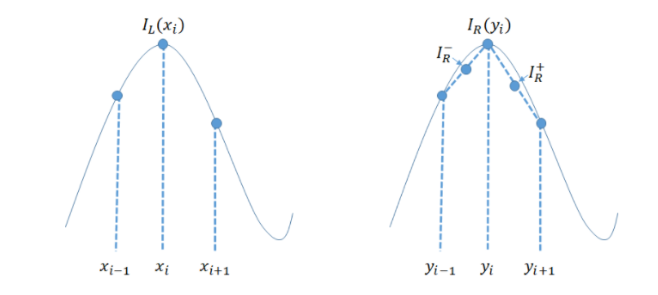 I_L(x_i)
I_R(y_i)
I_R^-
I_R^+
x_{i-1} x_i x_{i+1}
y_{i-1} y_i y_{i+1}